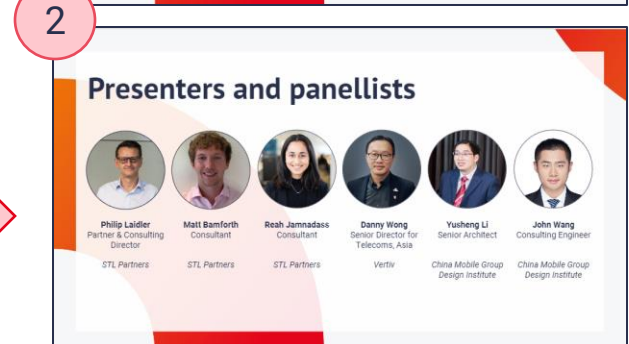 2
Presenters and panellists
Philip Laidler
Partner & Consulting
Director
STL Partners
Matt Bamforth
Consultant
STL Partners
Reah Jamnadass
Consultant
STL Partners
Danny Wong
Senior Director for
Telecoms, Asia
Vertiv
Yusheng Li
Senior Architect
China Mobile Group
Design Institute
John Wang
Consulting Engineer
China Mobile Group
Design Institute